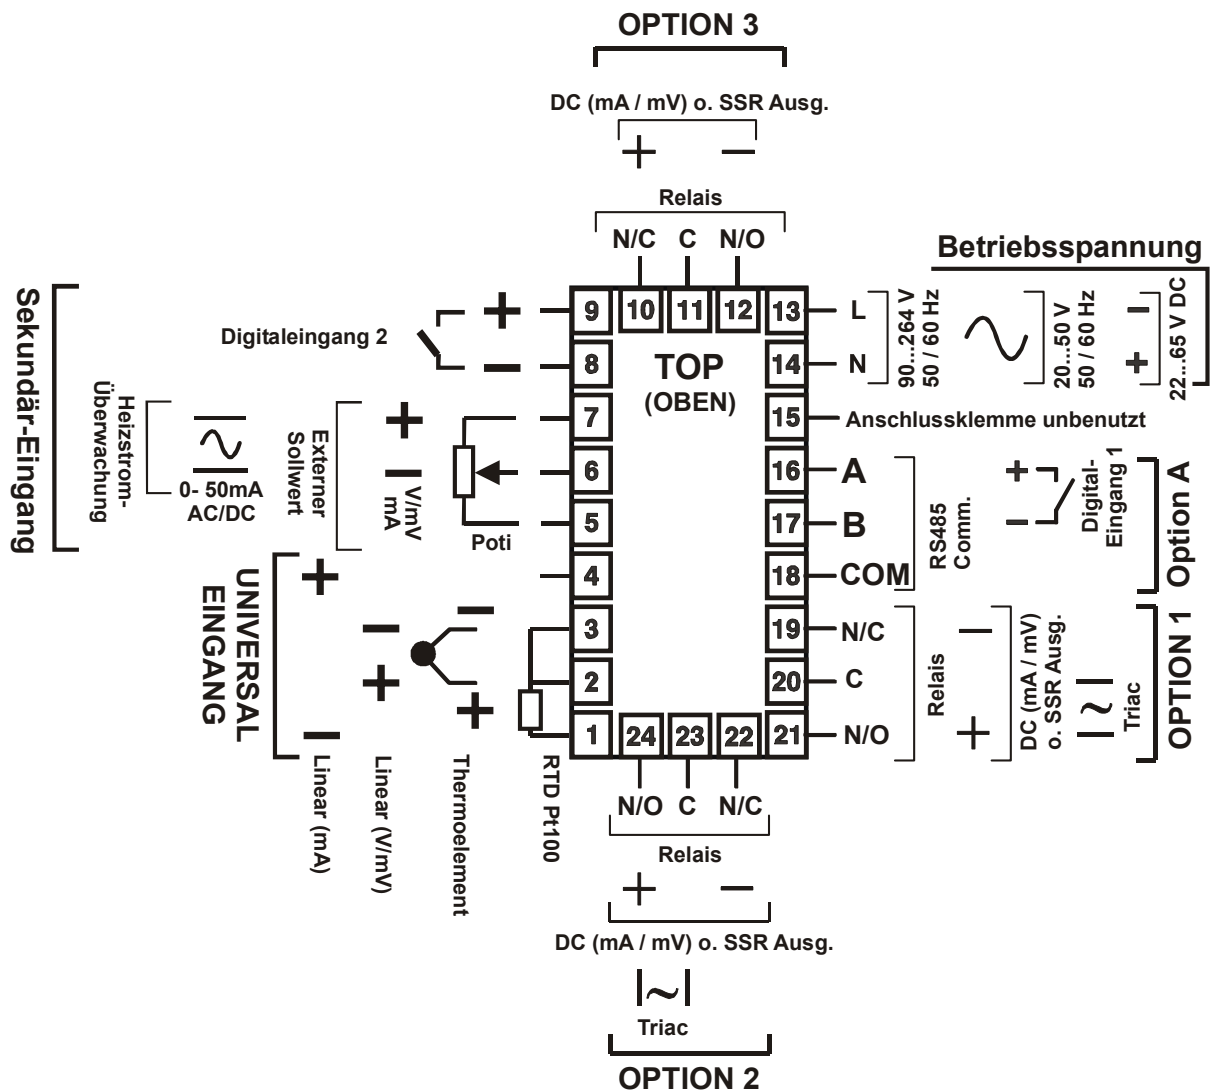 OPTION 3
DC (mA / mV) o. SSR Ausg.
+ −
Relais
N/C C N/O
Betriebsspannung
9 10 11 12 13
L
90...264 V
50 / 60 Hz
20...50 V
50 / 60 Hz
− +
22...65 V DC
Digitaleingang 2
+
−
8
TOP
(OBEN)
14
N
7
15
Anschlussklemme unbenutzt
Sekundär-Eingang
Heizstrom-
Überwachung
0- 50mA
AC/DC
Externer
Sollwert
+
−
V/mV
mA
Poti
6
16
A
5
17
B
4
18
COM
RS485
Comm.
+
−
Digital-
Eingang 1
Option A
UNIVERSAL
EINGANG
+
−
Linear (mA)
−
+
Linear (V/mV)
−
+
Thermoelement
RTD Pt100
3
19
N/C
2
20
C
1 24 23 22 21
N/O
Relais
−
+
DC (mA / mV)
o. SSR Ausg.
~
Triac
OPTION 1
N/O C N/C
Relais
+ −
DC (mA / mV) o. SSR Ausg.
~
Triac
OPTION 2